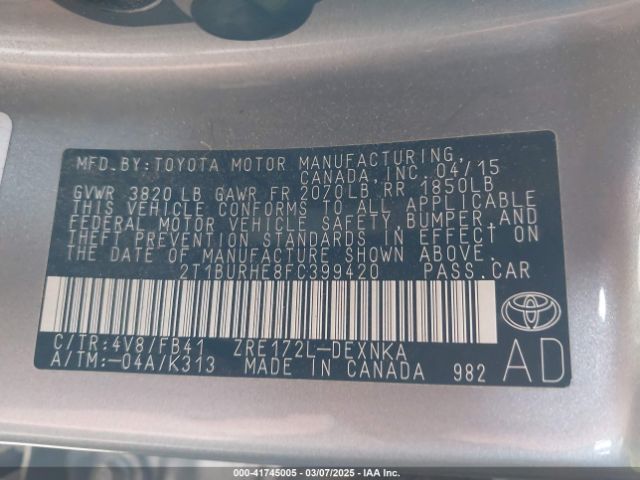 MFD.BY:TOYOTA MOTOR MANUFACTURING,
CANADA,INC. 04/15
GVWR 3820 LB GAWR FR 2070LB,RR 1850LB
THIS VEHICLE CONFORMS TO ALL APPLICABLE
FEDERAL MOTOR VEHICLE SAFETY,BUMPER,AND
THEFT PREVENTION STANDARDS IN EFFECT ON
THE DATE OF MANUFACTURE SHOWN ABOVE.
2T1BURHE8FC399420 PASS.CAR
C/TR:4V8/FB41 ZRE172L-DEXNKA
A/TM:-04A/K313 MADE IN CANADA 982
AD
000-41745005 - 03/07/2025 - IAA Inc.